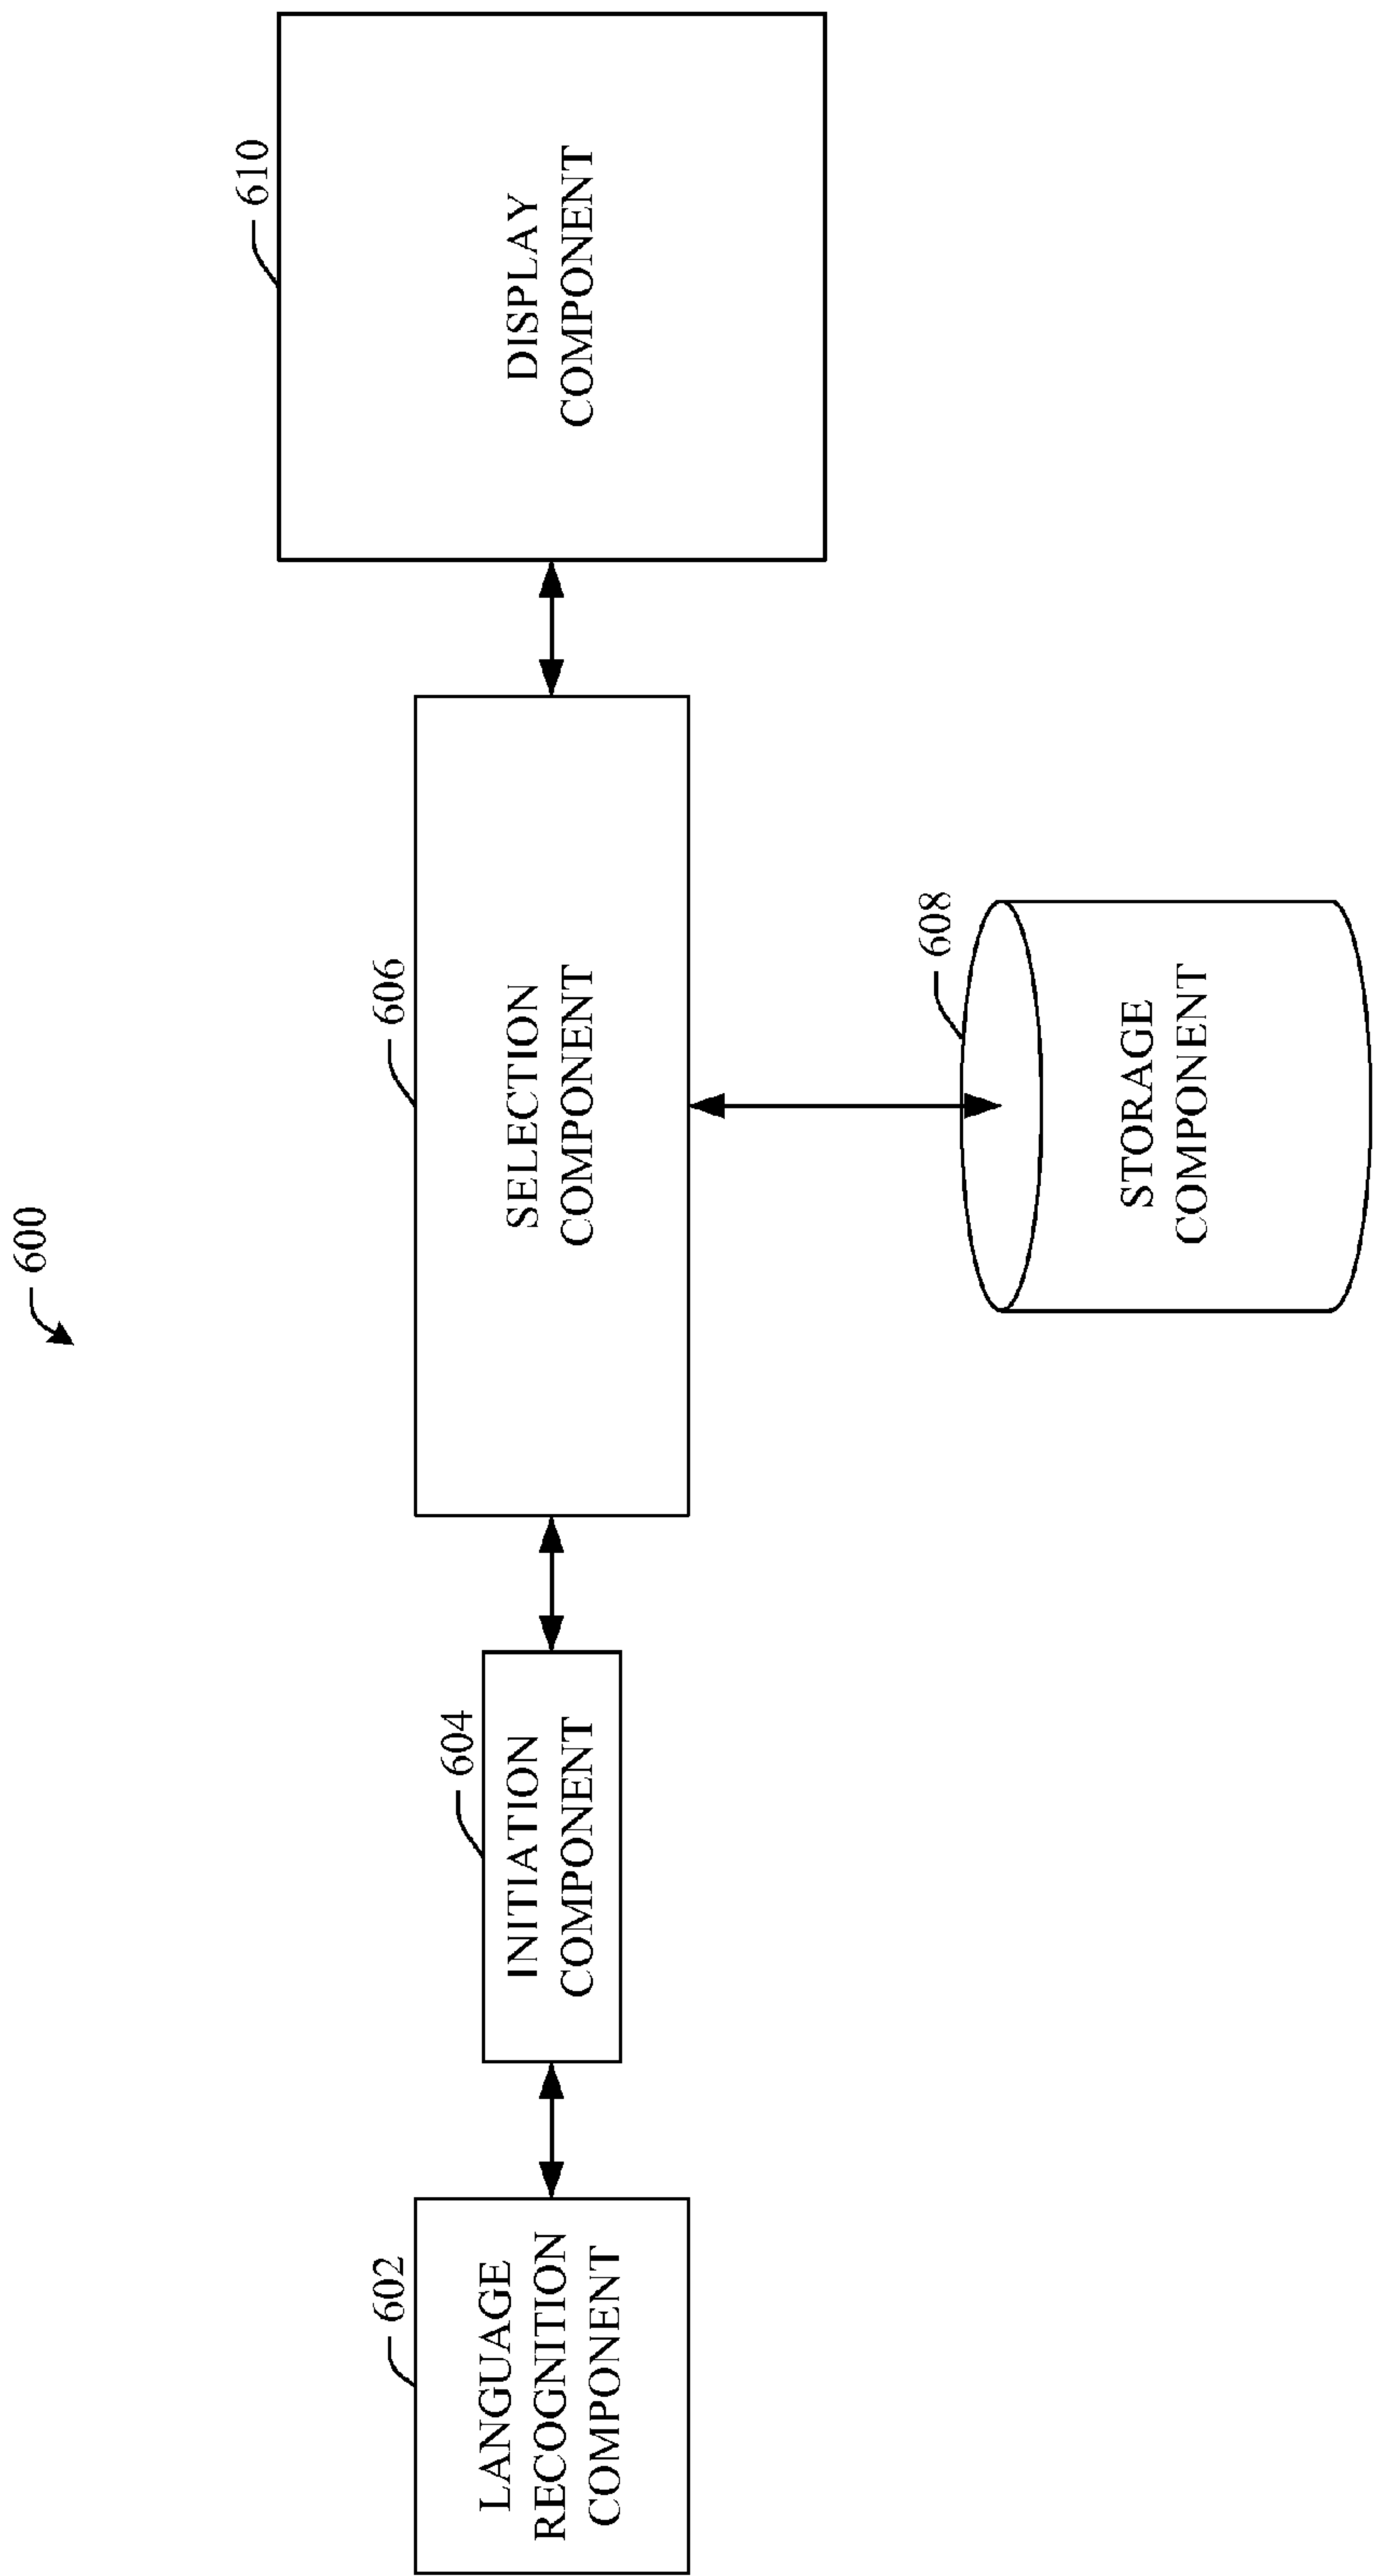 600
602
LANGUAGE
RECOGNITION
COMPONENT
604
INITIATION
COMPONENT
606
SELECTION
COMPONENT
608
STORAGE
COMPONENT
610
DISPLAY
COMPONENT